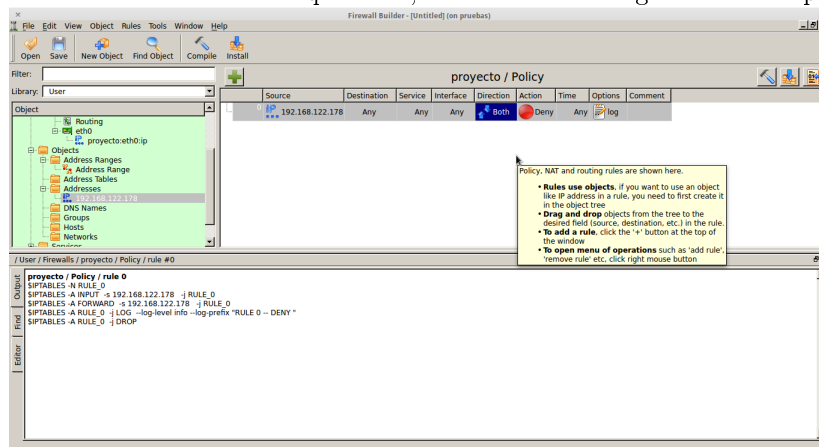 Firewall Builder - [Untitled] (on pruebas)
File Edit View Object Rules Tools Window Help
Open Save New Object Find Object Compile Install
Filter:
Library: User
proyecto / Policy
Object
Routing
eth0
proyecto:eth0:ip
Objects
Address Ranges
Address Range
Address Tables
Addresses
192.168.122.178
DNS Names
Groups
Hosts
Networks
Services
Source Destination Service Interface Direction Action Time Options Comment
0 192.168.122.178 Any Any Any Both Deny Any log
Policy, NAT and routing rules are shown here.
• Rules use objects, if you want to use an object
like IP address in a rule, you need to first create it
in the object tree
• Drag and drop objects from the tree to the
desired field (source, destination, etc.) in the rule.
• To add a rule, click the '+' button at the top of
the window
• To open menu of operations such as 'add rule',
'remove rule' etc, click right mouse button
/ User / Firewalls / proyecto / Policy / rule #0
Output
Find
Editor
proyecto / Policy / rule 0
$IPTABLES -N RULE_0
$IPTABLES -A INPUT -s 192.168.122.178 -j RULE_0
$IPTABLES -A FORWARD -s 192.168.122.178 -j RULE_0
$IPTABLES -A RULE_0 -j LOG --log-level info --log-prefix "RULE 0 -- DENY "
$IPTABLES -A RULE_0 -j DROP